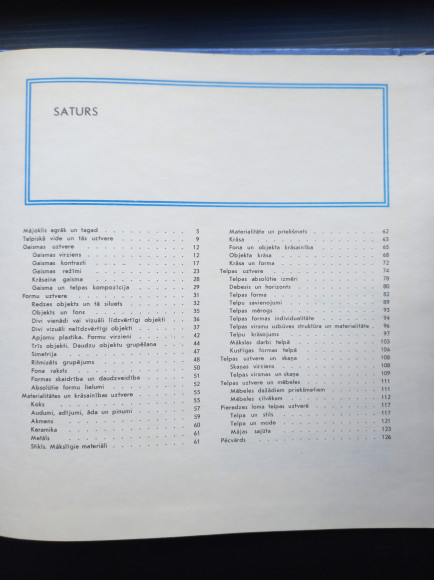 SATURS
Mājoklis agrāk un tagad . . . . . . . . . . 5
Telpiskā vide un tās uztvere . . . . . . . . . . 9
Gaismas uztvere . . . . . . . . . . 12
Gaismas virziens . . . . . . . . . . 12
Gaismas kontrasti . . . . . . . . . . 17
Gaismas režīmi . . . . . . . . . . 23
Krāsaina gaisma . . . . . . . . . . 28
Gaisma un telpas kompozīcija . . . . . . . . . . 29
Formu uztvere . . . . . . . . . . 31
Redzes objekts un tā siluets . . . . . . . . . . 32
Objekts un fons . . . . . . . . . . 35
Divi vienādi vai vizuāli līdzvērtīgi objekti . . . . 36
Divi vizuāli nelīdzvērtīgi objekti . . . . . . . 37
Apjomu plastika. Formu virzieni . . . . . . . 42
Trīs objekti. Daudzu objektu grupēšana . . . . 44
Simetrija . . . . . . . . . . 47
Ritmizēts grupējums . . . . . . . . . . 48
Fona raksts . . . . . . . . . . 50
Formas skaidrība un daudzveidība . . . . . . 51
Absolūtie formu lielumi . . . . . . . . . . 52
Materialitātes un krāsainības uztvere . . . . . . 55
Koks . . . . . . . . . . 55
Audumi, adījumi, āda un pinumi . . . . . . . 57
Akmens . . . . . . . . . . 59
Keramika . . . . . . . . . . 60
Metāls . . . . . . . . . . 61
Stikls. Mākslīgie materiāli . . . . . . . . . . 61
Materialitāte un priekšmets . . . . . . . . . . 62
Krāsa . . . . . . . . . . 63
Fona un objekta krāsainība . . . . . . . . . . 65
Objekta krāsa . . . . . . . . . . 68
Krāsa un forma . . . . . . . . . . 72
Telpas uztvere . . . . . . . . . . 74
Telpas absolūtie izmēri . . . . . . . . . . 78
Debesis un horizonts . . . . . . . . . . 80
Telpas forma . . . . . . . . . . 82
Telpu savienojumi . . . . . . . . . . 89
Telpas mērogs . . . . . . . . . . 93
Telpas formas individualitāte . . . . . . . . . . 94
Telpas virsmu uzbūves struktūra un materialitāte . . 96
Telpu krāvejums . . . . . . . . . . 97
Mākslas darbi telpā . . . . . . . . . . 103
Kustīgas formas telpā . . . . . . . . . . 106
Telpas uztvere un skaņa . . . . . . . . . . 108
Skaņas virziens . . . . . . . . . . 108
Telpas virsmas un skaņa . . . . . . . . . . 109
Telpas uztvere un mēbeles . . . . . . . . . . 111
Mēbeles dažādiem priekšmetiem . . . . . . . 111
Mēbeles cilvēkam . . . . . . . . . . 112
Pieredzes loma telpas uztverē . . . . . . . . . . 117
Telpa un stils . . . . . . . . . . 117
Telpa un mode . . . . . . . . . . 121
Mājas sajūta . . . . . . . . . . 123
Pēcvārds . . . . . . . . . . 126